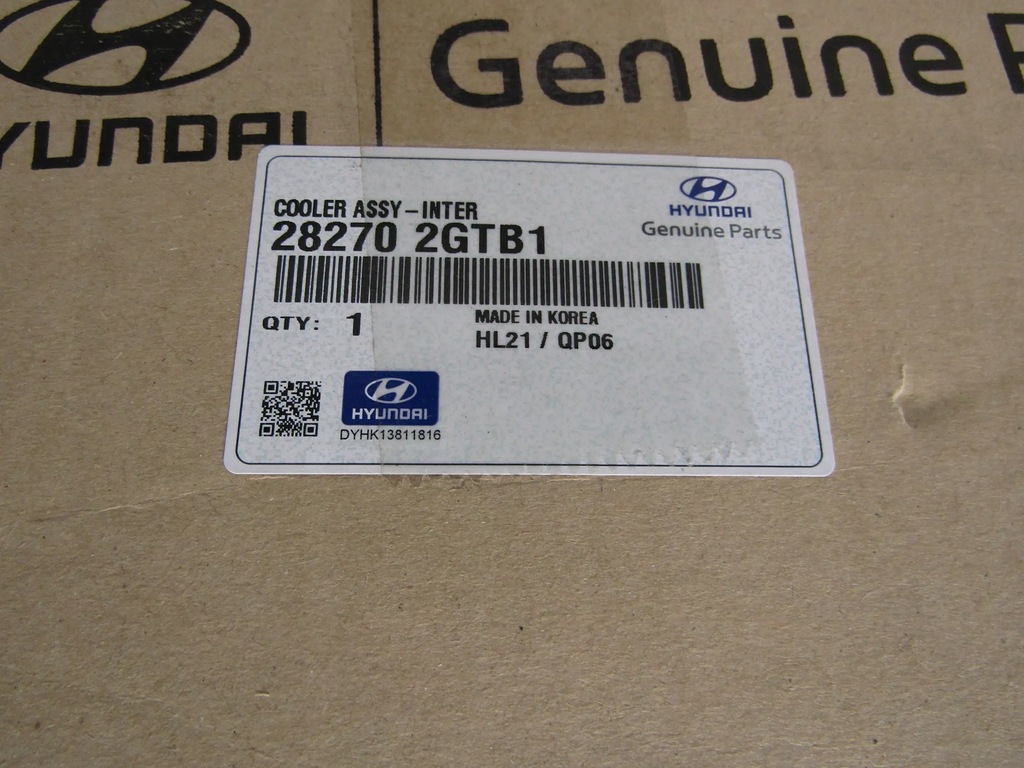 Genuine
HYUNDAI
COOLER ASSY-INTER
28270 2GTB1
HYUNDAI
Genuine Parts
QTY: 1
MADE IN KOREA
HL21 / QP06
HYUNDAI
DYHK13811816